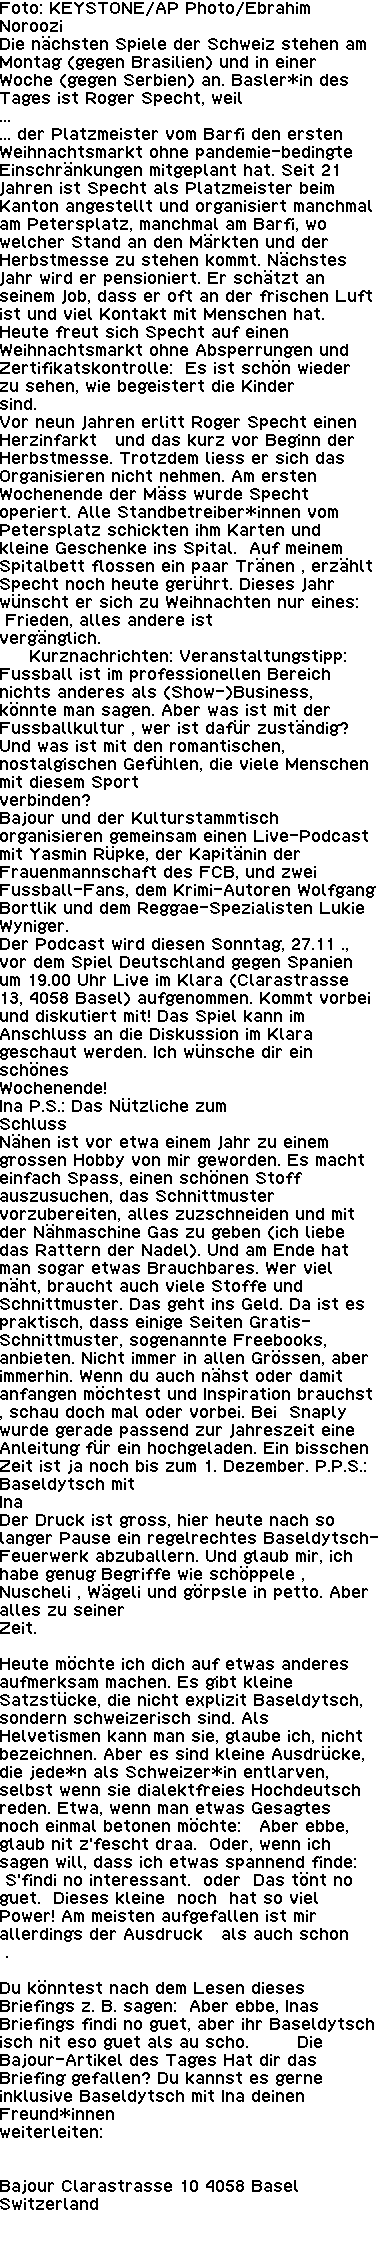 Foto: KEYSTONE/AP Photo/Ebrahim
Noroozi
Die nächsten Spiele der Schweiz stehen am
Montag (gegen Brasilien) und in einer
Woche (gegen Serbien) an. Basler*in des
Tages ist Roger Specht, weil
...
... der Platzmeister vom Barfi den ersten
Weihnachtsmarkt ohne pandemie-bedingte
Einschränkungen mitgeplant hat. Seit 21
Jahren ist Specht als Platzmeister beim
Kanton angestellt und organisiert manchmal
am Petersplatz, manchmal am Barfi, wo
welcher Stand an den Märkten und der
Herbstmesse zu stehen kommt. Nächstes
Jahr wird er pensioniert. Er schätzt an
seinem Job, dass er oft an der frischen Luft
ist und viel Kontakt mit Menschen hat.
Heute freut sich Specht auf einen
Weihnachtsmarkt ohne Absperrungen und
Zertifikatskontrolle:  Es ist schön wieder
zu sehen, wie begeistert die Kinder
sind.
Vor neun Jahren erlitt Roger Specht einen
Herzinfarkt   und das kurz vor Beginn der
Herbstmesse. Trotzdem liess er sich das
Organisieren nicht nehmen. Am ersten
Wochenende der Mäss wurde Specht
operiert. Alle Standbetreiber*innen vom
Petersplatz schickten ihm Karten und
kleine Geschenke ins Spital.  Auf meinem
Spitalbett flossen ein paar Tränen , erzählt
Specht noch heute gerührt. Dieses Jahr
wünscht er sich zu Weihnachten nur eines:
 Frieden, alles andere ist
vergänglich.
Kurznachrichten: Veranstaltungstipp:
Fussball ist im professionellen Bereich
nichts anderes als (Show-)Business,
könnte man sagen. Aber was ist mit der
Fussballkultur , wer ist dafür zuständig?
Und was ist mit den romantischen,
nostalgischen Gefühlen, die viele Menschen
mit diesem Sport
verbinden?
Bajour und der Kulturstammtisch
organisieren gemeinsam einen Live-Podcast
mit Yasmin Rüpke, der Kapitänin der
Frauenmannschaft des FCB, und zwei
Fussball-Fans, dem Krimi-Autoren Wolfgang
Bortlik und dem Reggae-Spezialisten Lukie
Wyniger.
Der Podcast wird diesen Sonntag, 27.11 .,
vor dem Spiel Deutschland gegen Spanien
um 19.00 Uhr Live im Klara (Clarastrasse
13, 4058 Basel) aufgenommen. Kommt vorbei
und diskutiert mit! Das Spiel kann im
Anschluss an die Diskussion im Klara
geschaut werden. Ich wünsche dir ein
schönes
Wochenende!
Ina P.S.: Das Nützliche zum
Schluss
Nähen ist vor etwa einem Jahr zu einem
grossen Hobby von mir geworden. Es macht
einfach Spass, einen schönen Stoff
auszusuchen, das Schnittmuster
vorzubereiten, alles zuzschneiden und mit
der Nähmaschine Gas zu geben (ich liebe
das Rattern der Nadel). Und am Ende hat
man sogar etwas Brauchbares. Wer viel
näht, braucht auch viele Stoffe und
Schnittmuster. Das geht ins Geld. Da ist es
praktisch, dass einige Seiten Gratis-
Schnittmuster, sogenannte Freebooks,
anbieten. Nicht immer in allen Grössen, aber
immerhin. Wenn du auch nähst oder damit
anfangen möchtest und Inspiration brauchst
, schau doch mal oder vorbei. Bei  Snaply
wurde gerade passend zur Jahreszeit eine
Anleitung für ein hochgeladen. Ein bisschen
Zeit ist ja noch bis zum 1. Dezember. P.P.S.:
Baseldytsch mit
Ina
Der Druck ist gross, hier heute nach so
langer Pause ein regelrechtes Baseldytsch-
Feuerwerk abzuballern. Und glaub mir, ich
habe genug Begriffe wie schöppele ,
Nuscheli , Wägeli und görpsle in petto. Aber
alles zu seiner
Zeit.

Heute möchte ich dich auf etwas anderes
aufmerksam machen. Es gibt kleine
Satzstücke, die nicht explizit Baseldytsch,
sondern schweizerisch sind. Als
Helvetismen kann man sie, glaube ich, nicht
bezeichnen. Aber es sind kleine Ausdrücke,
die jede*n als Schweizer*in entlarven,
selbst wenn sie dialektfreies Hochdeutsch
reden. Etwa, wenn man etwas Gesagtes
noch einmal betonen möchte:   Aber ebbe,
glaub nit z'fescht draa.  Oder, wenn ich
sagen will, dass ich etwas spannend finde:
 S'findi no interessant.  oder  Das tönt no
guet.  Dieses kleine  noch  hat so viel
Power! Am meisten aufgefallen ist mir
allerdings der Ausdruck   als auch schon
 .

Du könntest nach dem Lesen dieses
Briefings z. B. sagen:  Aber ebbe, Inas
Briefings findi no guet, aber ihr Baseldytsch
isch nit eso guet als au scho.        Die
Bajour-Artikel des Tages Hat dir das
Briefing gefallen? Du kannst es gerne
inklusive Baseldytsch mit Ina deinen
Freund*innen
weiterleiten:

Bajour Clarastrasse 10 4058 Basel
Switzerland